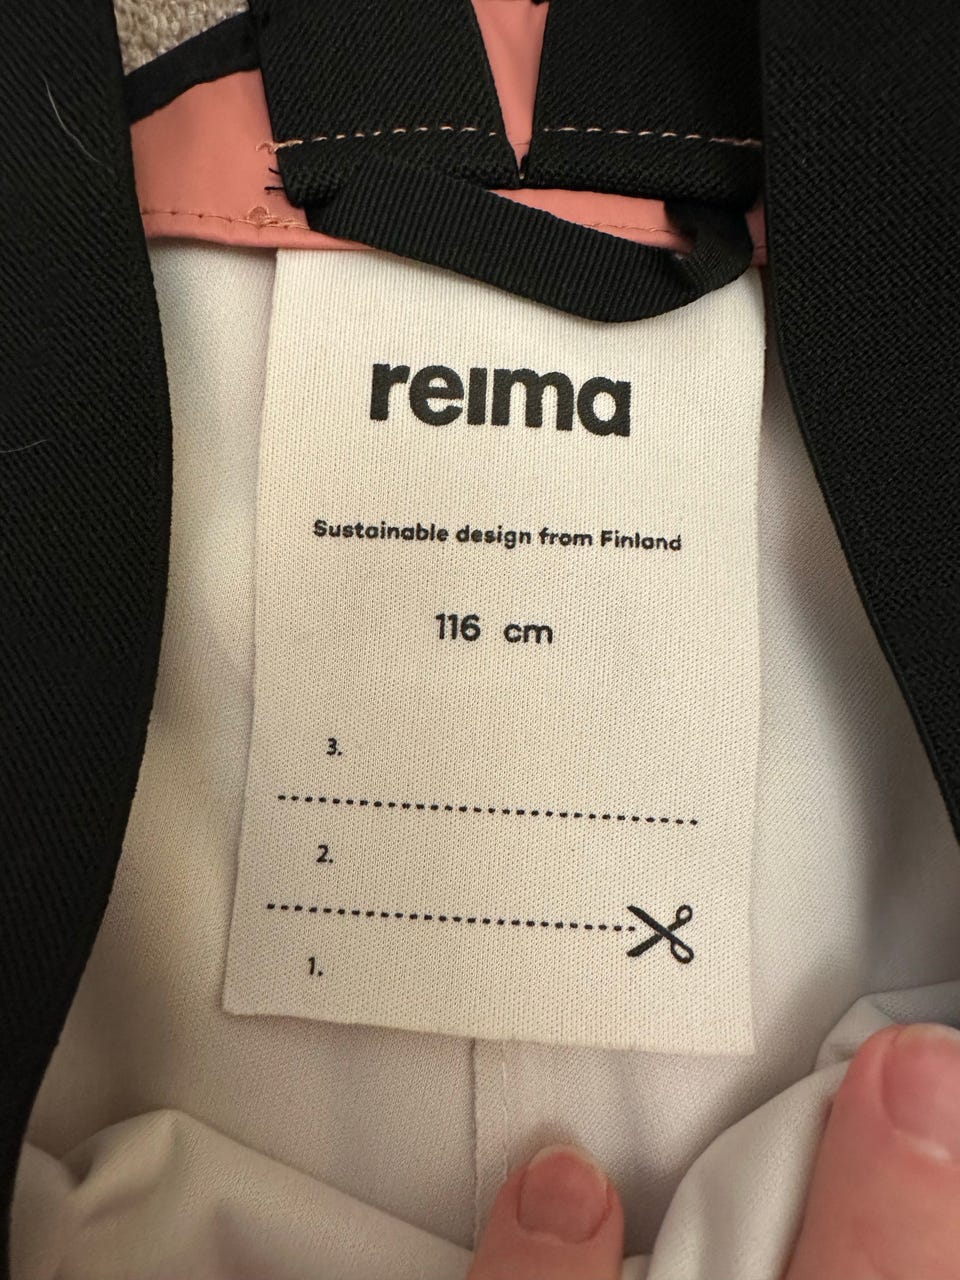 reima
Sustainable design from Finland
116 cm
3.
2.
1.